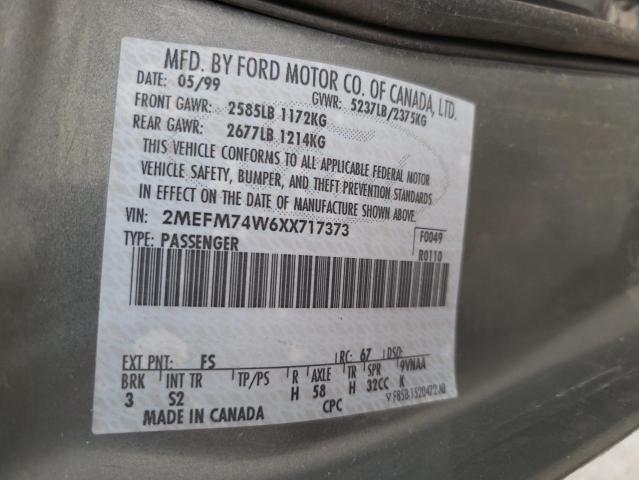 MFD. BY FORD MOTOR CO. OF CANADA, LTD.
DATE: 05/99 GVWR: 5237LB/2375KG
FRONT GAWR: 2585LB 1172KG
REAR GAWR: 2677LB 1214KG
THIS VEHICLE CONFORMS TO ALL APPLICABLE FEDERAL MOTOR
VEHICLE SAFETY, BUMPER, AND THEFT PREVENTION STANDARDS
IN EFFECT ON THE DATE OF MANUFACTURE SHOWN ABOVE.
VIN: 2MEFM74W6XX717373 F0049
TYPE: PASSENGER R0110
EXT PNT: FS RC: 67 DSO:
BRK INT TR TP/PS R AXLE TR SPR 9VNAA
3 S2 H 58 H 32CC K
MADE IN CANADA CPC